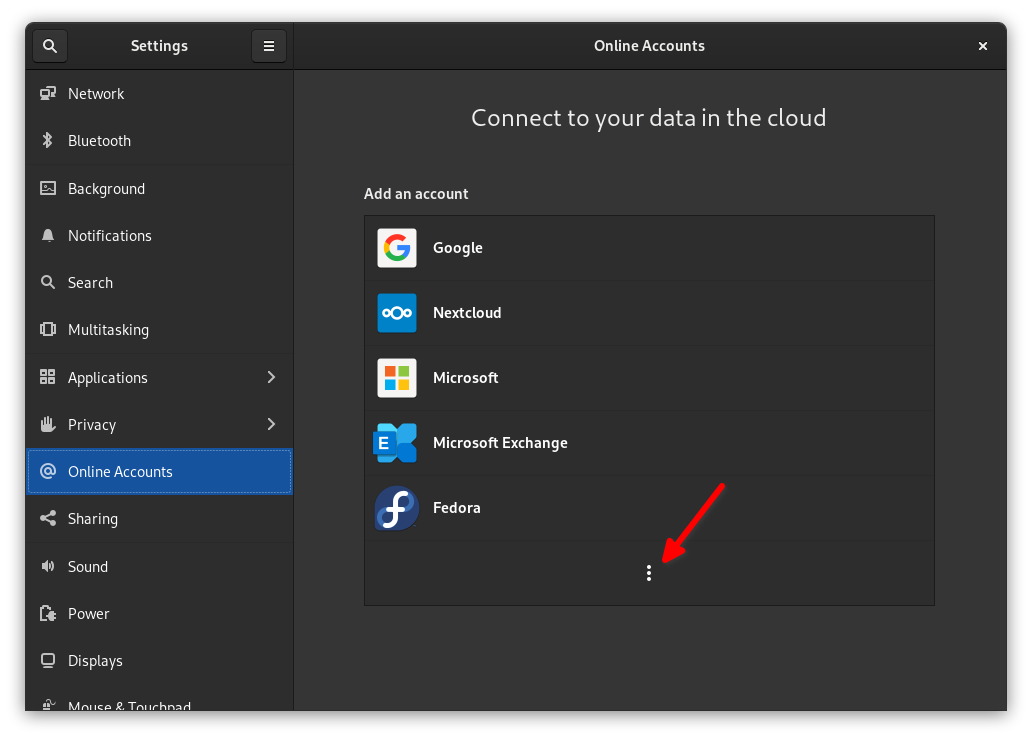 Settings
Online Accounts
Network
Bluetooth
Background
Notifications
Search
Multitasking
Applications
Privacy
Online Accounts
Sharing
Sound
Power
Displays
Mouse & Touchpad
Connect to your data in the cloud
Add an account
Google
Nextcloud
Microsoft
E
Microsoft Exchange
Fedora